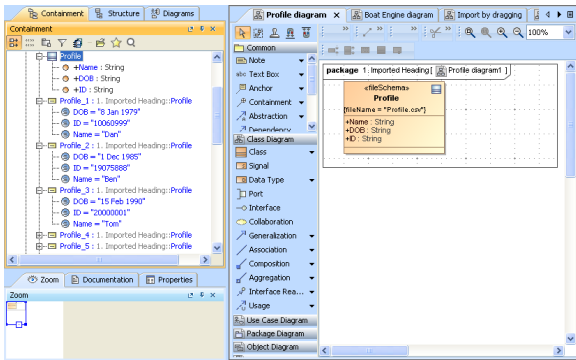 Containment
Structure
Diagrams
Containment
Profile
+Name : String
+DOB : String
+ID : String
Profile_1 : 1. Imported Heading::Profile
DOB = "8 Jan 1979"
ID = "10060999"
Name = "Dan"
Profile_2 : 1. Imported Heading::Profile
DOB = "1 Dec 1985"
ID = "19075888"
Name = "Ben"
Profile_3 : 1. Imported Heading::Profile
DOB = "15 Feb 1990"
ID = "20000001"
Name = "Tom"
Profile_4 : 1. Imported Heading::Profile
Profile_5 : 1. Imported Heading::Profile
Zoom
Documentation
Properties
Zoom
Profile diagram
Boat Engine diagram
Import by dragging
4
100%
Common
Note
abc Text Box
Anchor
Containment
Abstraction
Dependency
Class Diagram
Class
Signal
Data Type
Port
Interface
Collaboration
Generalization
Association
Composition
Aggregation
Interface Rea...
Usage
Use Case Diagram
Package Diagram
Object Diagram
package 1. Imported Heading[ Profile diagram1 ]
«fileSchema»
Profile
{fileName = "Profile.csv"}
+Name : String
+DOB : String
+ID : String